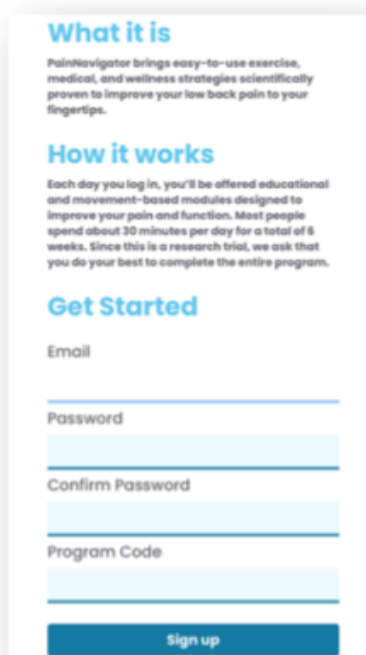 What it is
PainNavigator brings easy-to-use exercise,
medical, and wellness strategies scientifically
proven to improve your low back pain to your
fingertips.
How it works
Each day you log in, you'll be offered educational
and movement-based modules designed to
improve your pain and function. Most people
spend about 30 minutes per day for a total of 6
weeks. Since this is a research trial, we ask that
you do your best to complete the entire program.
Get Started
Email
Password
Confirm Password
Program Code
Sign up